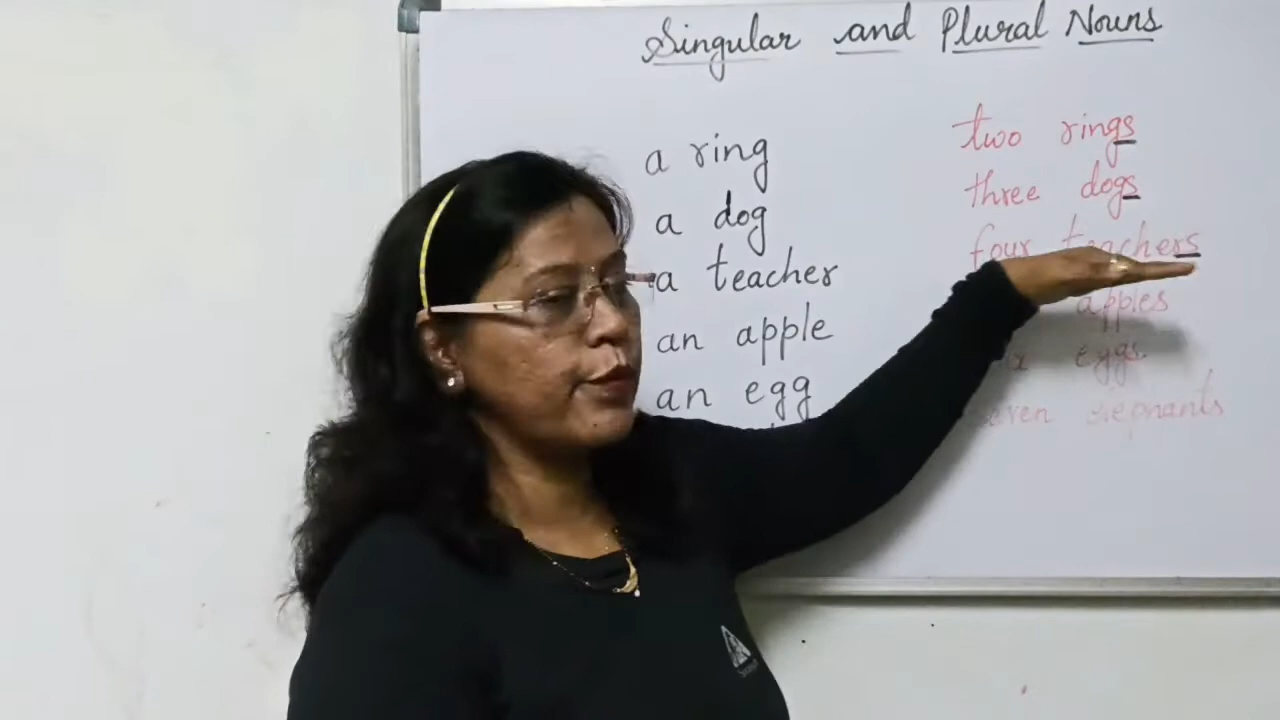 Singular and Plural Nouns
a ring two rings
a dog three dogs
a teacher four teachers
an apple apples
an egg eggs
elephants